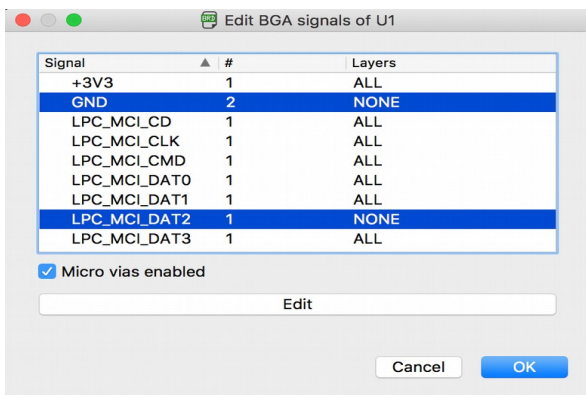 BRD Edit BGA signals of U1
Signal # Layers
+3V3 1 ALL
GND 2 NONE
LPC_MCI_CD 1 ALL
LPC_MCI_CLK 1 ALL
LPC_MCI_CMD 1 ALL
LPC_MCI_DAT0 1 ALL
LPC_MCI_DAT1 1 ALL
LPC_MCI_DAT2 1 NONE
LPC_MCI_DAT3 1 ALL
Micro vias enabled
Edit
Cancel OK